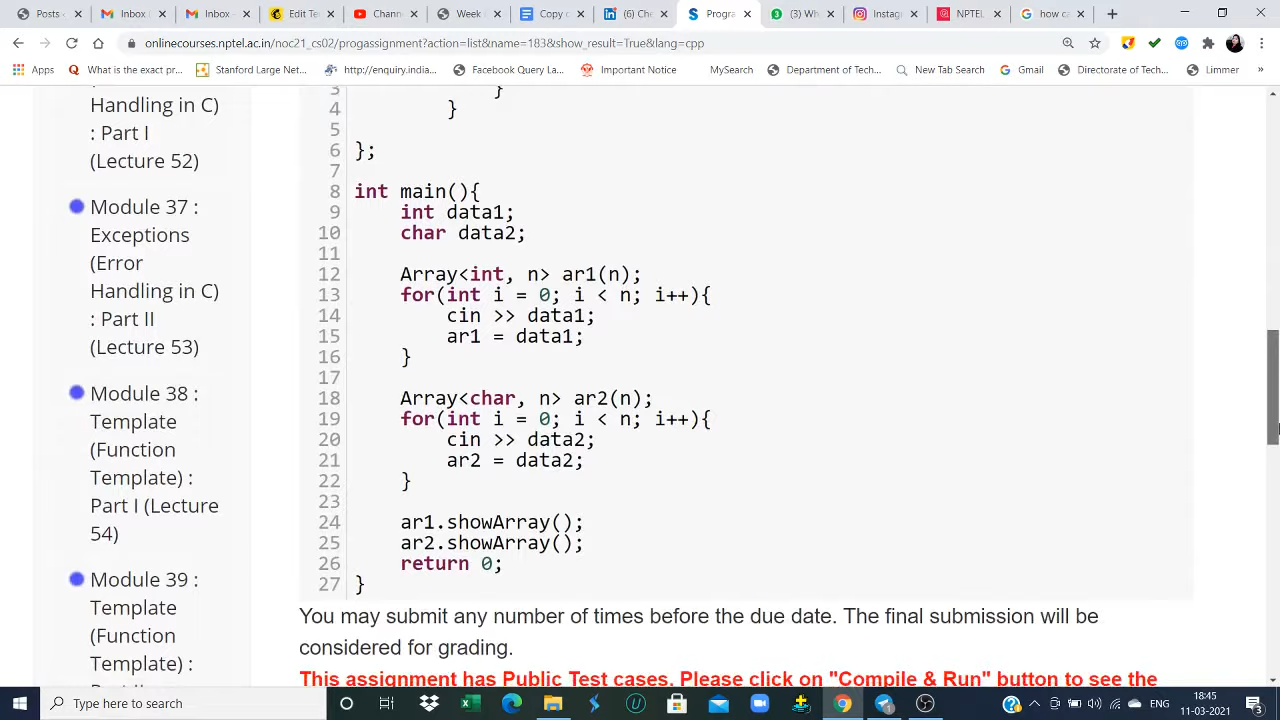 Posts
Inbox
Inbox
Edit Te
Chann
Week
Copy c
(6) Che
Progra
(3) Wh
Instag
NPTEL
how ca
onlinecourses.nptel.ac.in/noc21_cs02/progassignment?action=list&name=183&show_result=True&lang=cpp
Apps
What is the exact pr...
Stanford Large Net...
http://enquiry.india...
Facebook Query La...
Important Notice
MySearch
Department of Tech...
New Tab Search
Gmail
Directorate of Tech...
Limmer
Handling in C)
: Part I
(Lecture 52)
Module 37 :
Exceptions
(Error
Handling in C)
: Part II
(Lecture 53)
Module 38 :
Template
(Function
Template) :
Part I (Lecture
54)
Module 39 :
Template
(Function
Template) :
3 }
4 }
5
6 };
7
8 int main(){
9 int data1;
10 char data2;
11
12 Array<int, n> ar1(n);
13 for(int i = 0; i < n; i++){
14 cin >> data1;
15 ar1 = data1;
16 }
17
18 Array<char, n> ar2(n);
19 for(int i = 0; i < n; i++){
20 cin >> data2;
21 ar2 = data2;
22 }
23
24 ar1.showArray();
25 ar2.showArray();
26 return 0;
27 }
You may submit any number of times before the due date. The final submission will be
considered for grading.
This assignment has Public Test cases. Please click on "Compile & Run" button to see the
Type here to search
ENG
18:45
11-03-2021